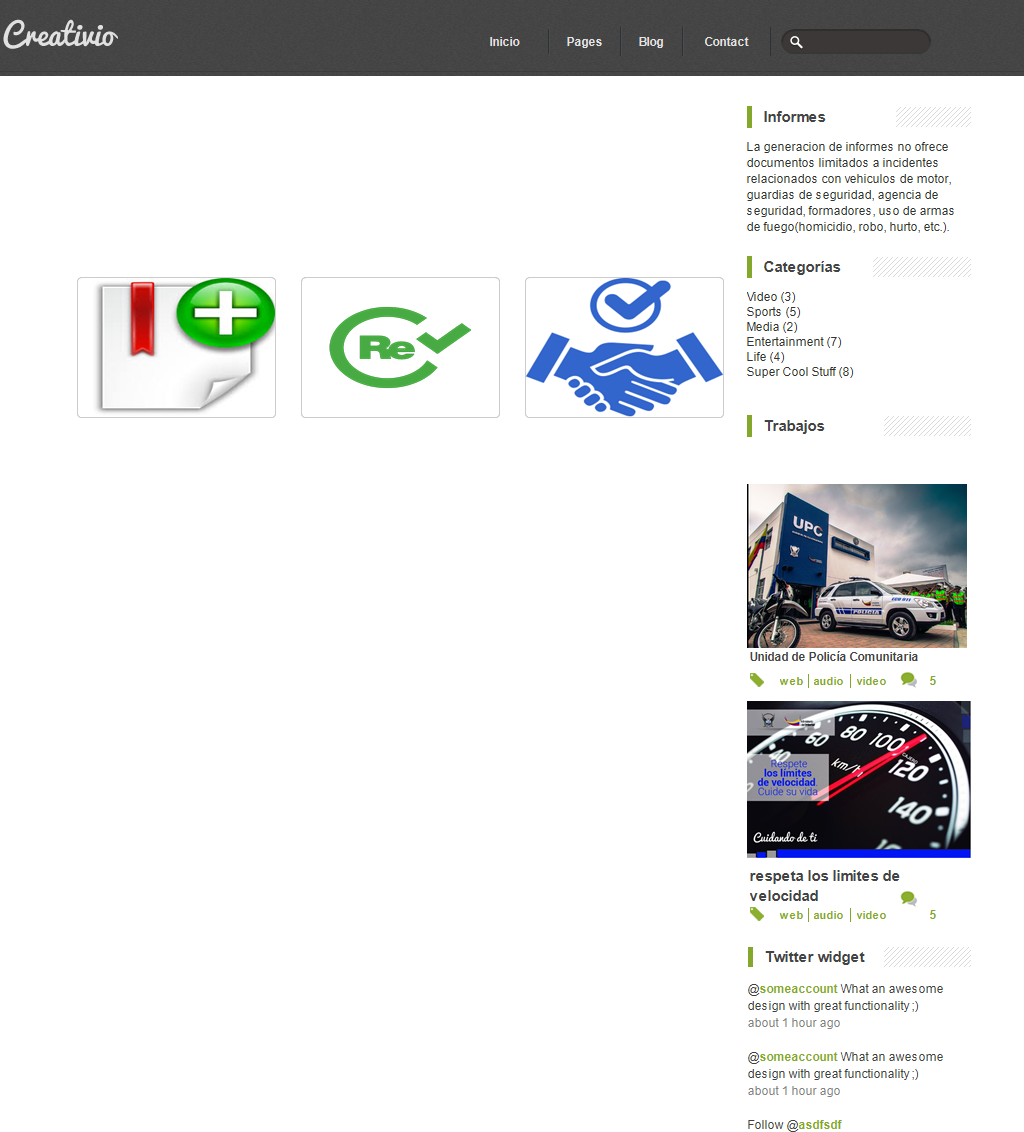 Creativio
Inicio
Pages
Blog
Contact
Informes
La generacion de informes no ofrece
documentos limitados a incidentes
relacionados con vehiculos de motor,
guardias de seguridad, agencia de
seguridad, formadores, uso de armas
de fuego(homicidio, robo, hurto, etc.).
Categorías
Video (3)
Sports (5)
Media (2)
Entertainment (7)
Life (4)
Super Cool Stuff (8)
Re
Trabajos
UPC
POLICIA
Unidad de Policía Comunitaria
web audio video 5
60 80 100 120 140
km/h
Respete
los límites
de velocidad.
Cuide su vida
Cuidando de ti
respeta los limites de
velocidad
web audio video 5
Twitter widget
@someaccount What an awesome
design with great functionality ;)
about 1 hour ago
@someaccount What an awesome
design with great functionality ;)
about 1 hour ago
Follow @asdfsdf